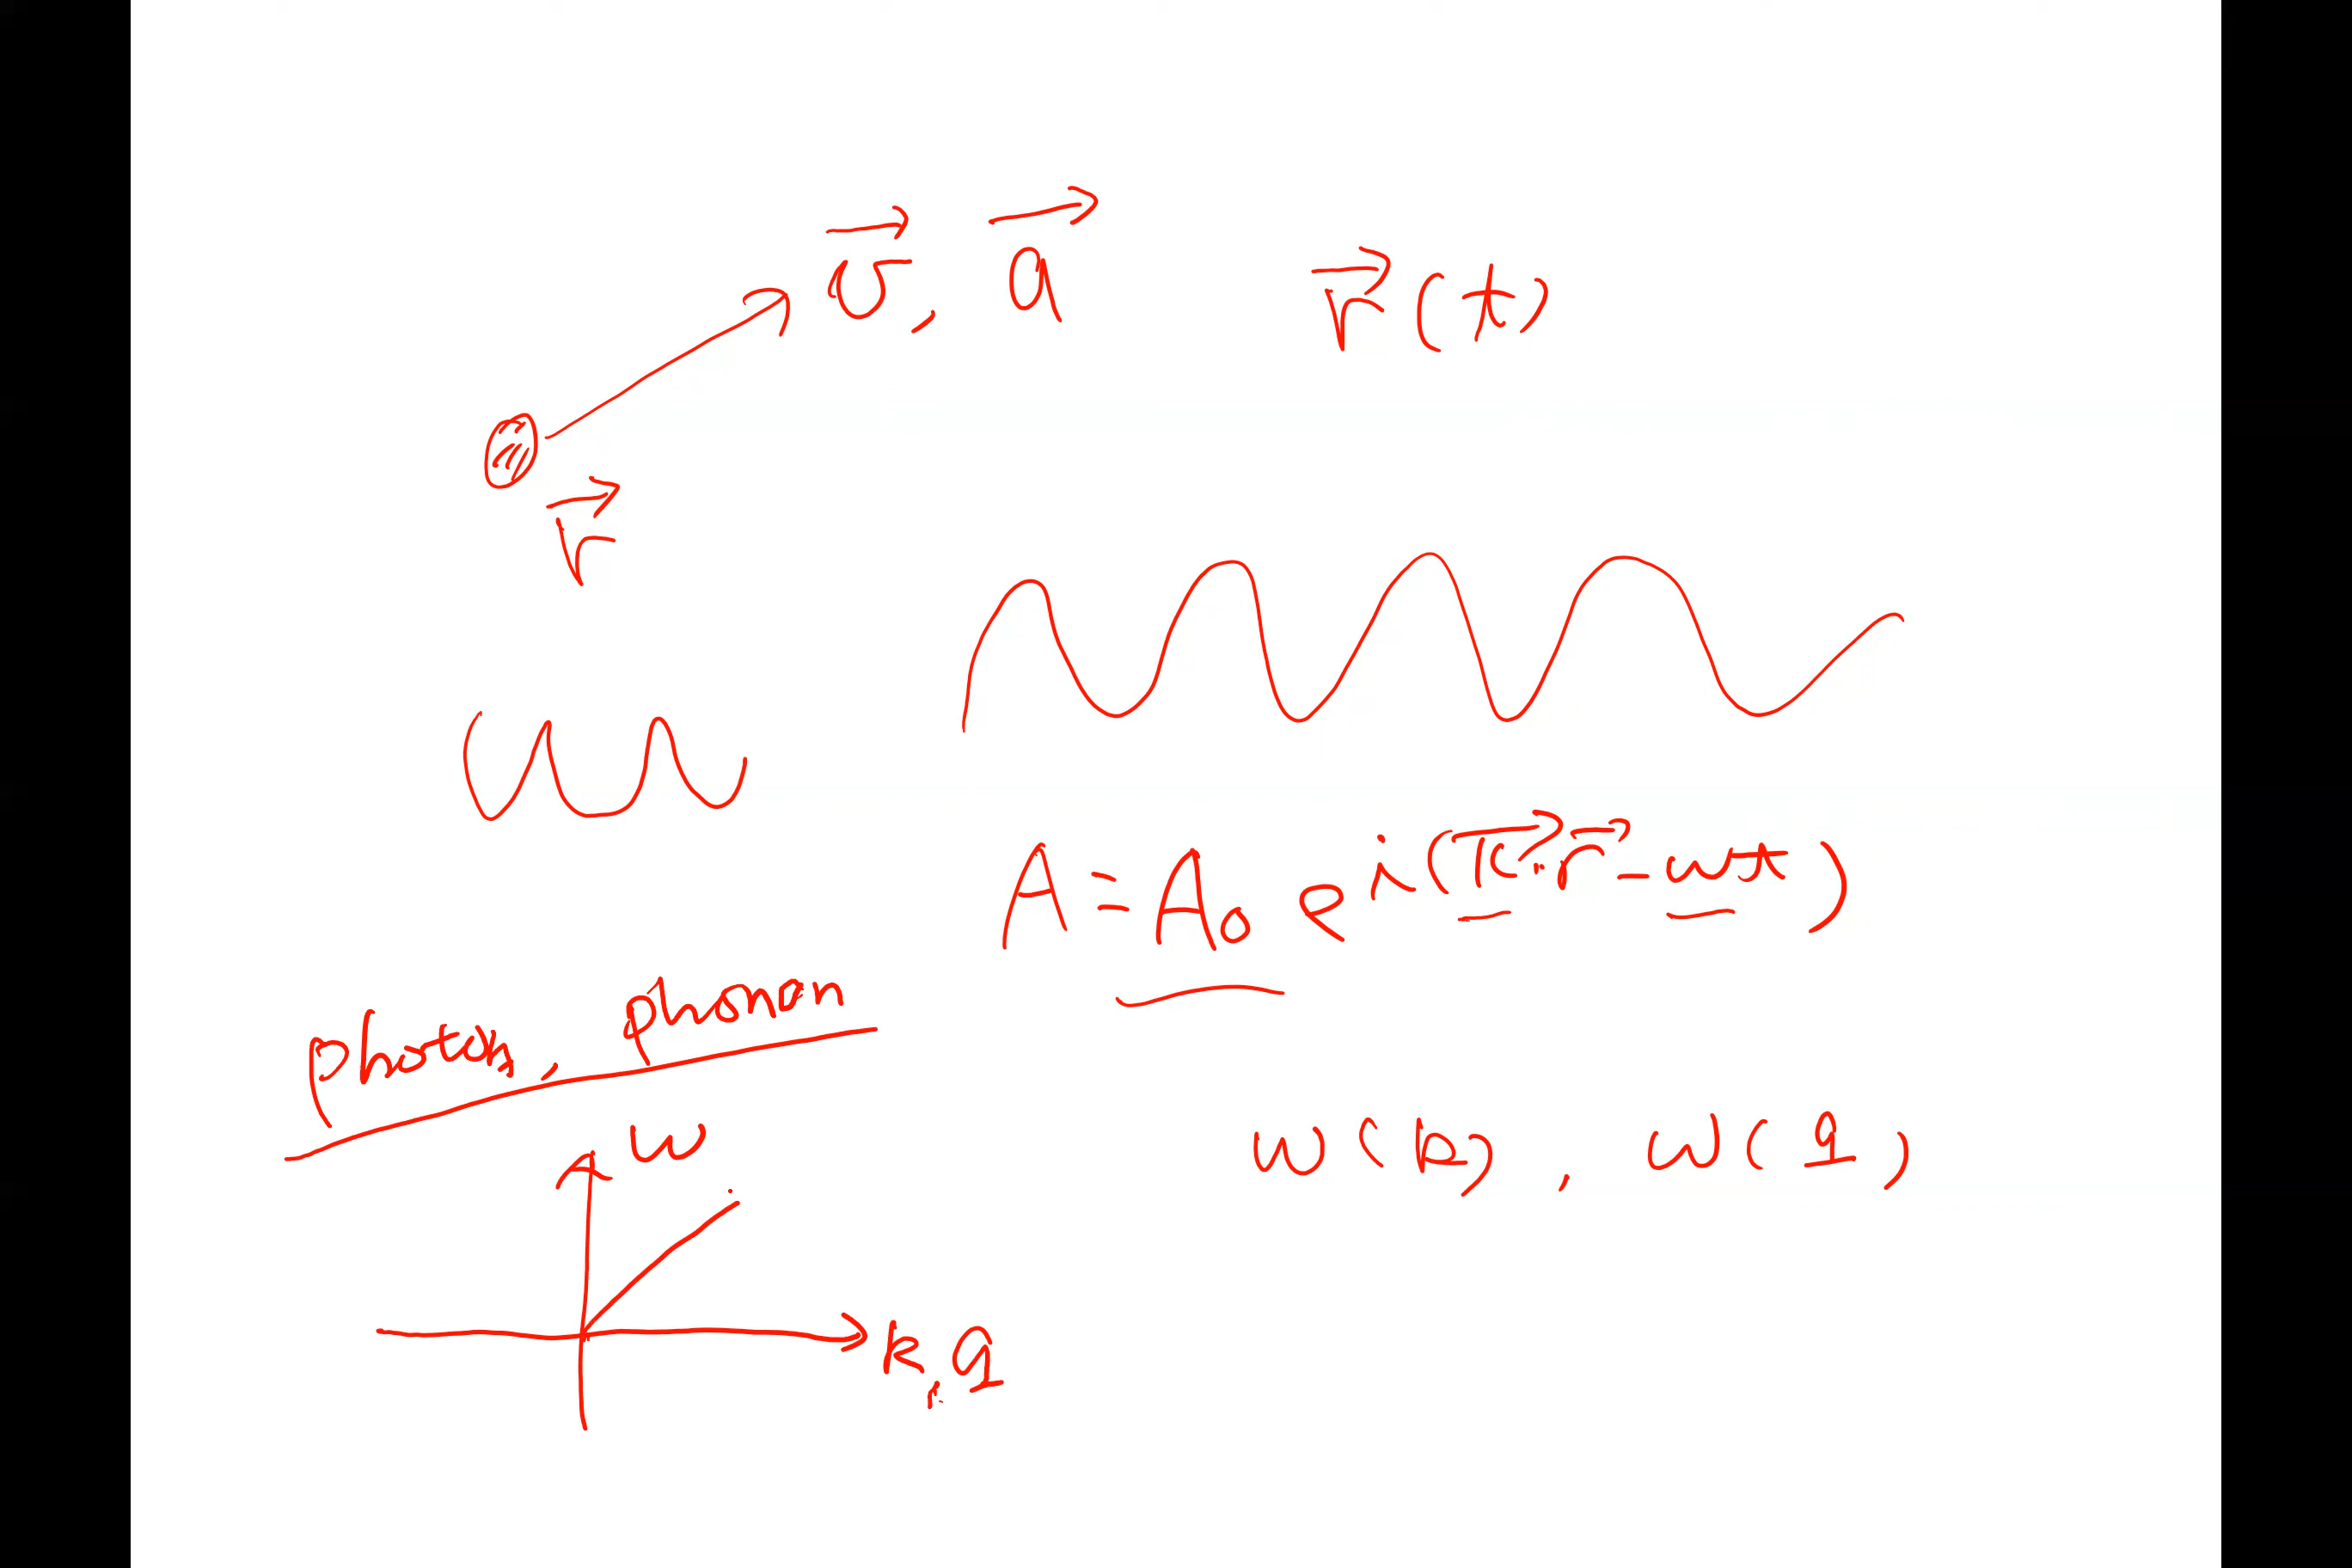 v⃗, a⃗ r⃗(t)
r⃗
A = A₀ e^{i(k⃗·r⃗ - ωt)}
photon, phonon
ω
ω(k), ω(q)
k, q